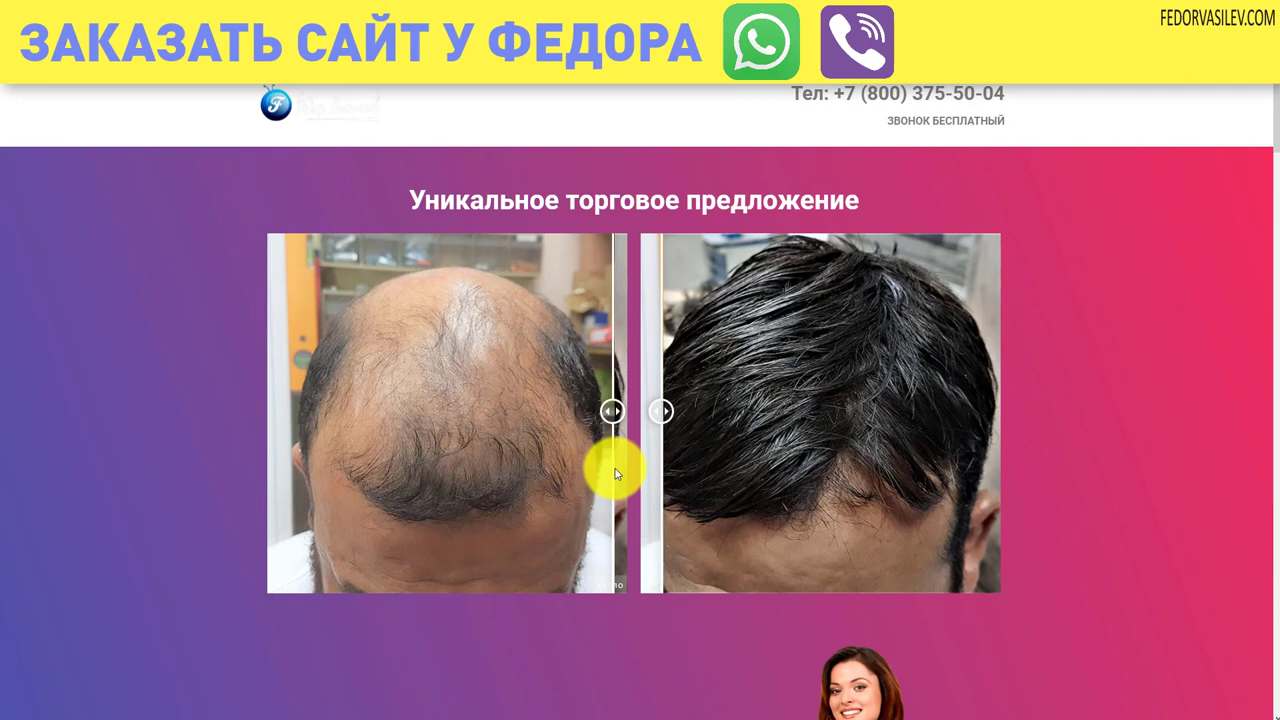 ЗАКАЗАТЬ САЙТ У ФЕДОРА
FEDORVASILEV.COM
Тел: +7 (800) 375-50-04
ЗВОНОК БЕСПЛАТНЫЙ
Уникальное торговое предложение